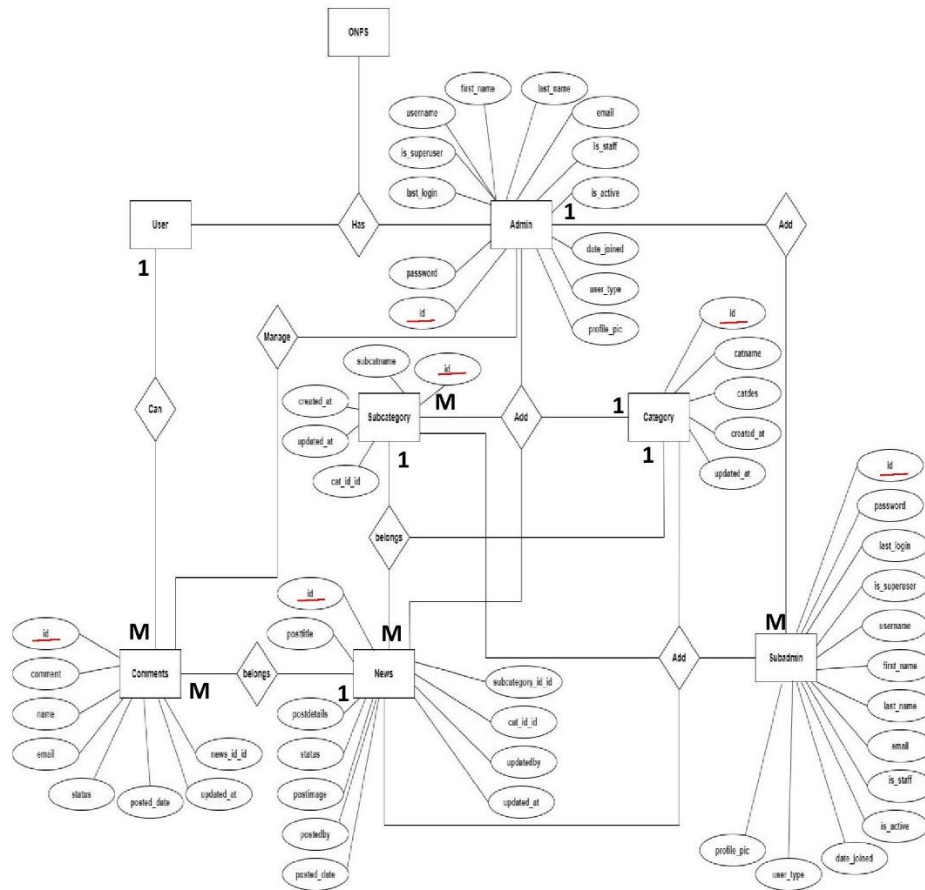 ONPS
first_name
last_name
username
email
is_superuser
is_staff
last_login
is_active
User
Has
Admin
1
Add
1
date_joined
password
user_type
id
profile_pic
Manage
id
subcatname
id
catname
created_at
M
Can
Subcategory
Add
1
Category
catdes
updated_at
1
1
created_at
cat_id_id
updated_at
id
password
belongs
last_login
id
is_superuser
id
posttitle
username
M
M
M
comment
Comments
belongs
News
Add
Subadmin
first_name
M
1
subcategory_id_id
name
postdetails
cat_id_id
last_name
email
news_id_id
status
updatedby
email
status
posted_date
updated_at
postimage
updated_at
is_staff
postedby
is_active
posted_date
profile_pic
user_type
date_joined